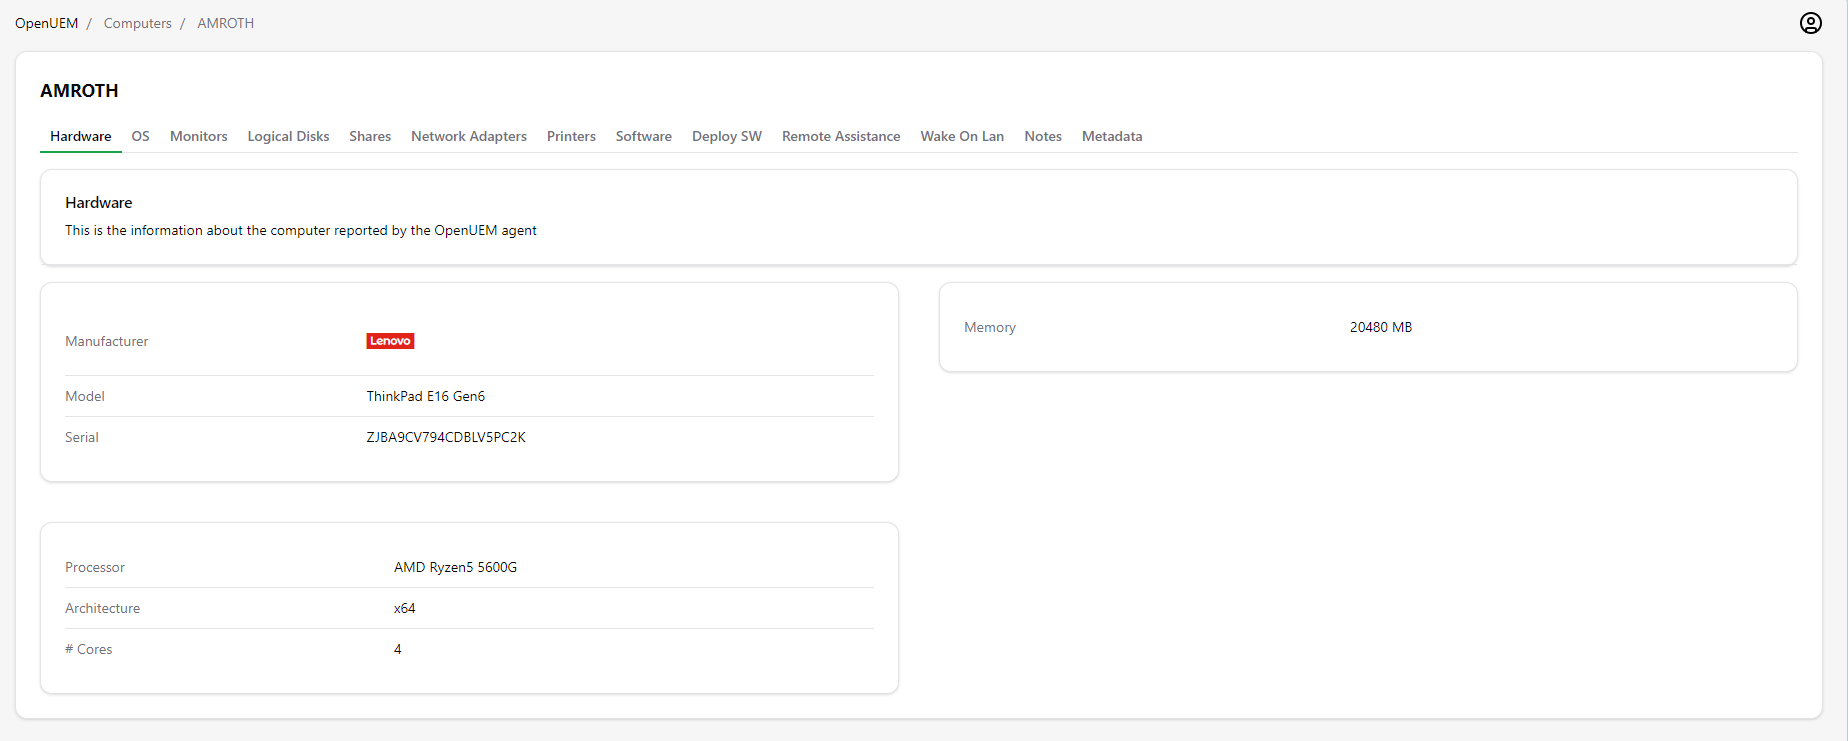 OpenUEM / Computers / AMROTH
AMROTH
Hardware OS Monitors Logical Disks Shares Network Adapters Printers Software Deploy SW Remote Assistance Wake On Lan Notes Metadata
Hardware
This is the information about the computer reported by the OpenUEM agent
Manufacturer Lenovo
Model ThinkPad E16 Gen6
Serial ZJBA9CV794CDBLV5PC2K
Memory 20480 MB
Processor AMD Ryzen5 5600G
Architecture x64
# Cores 4